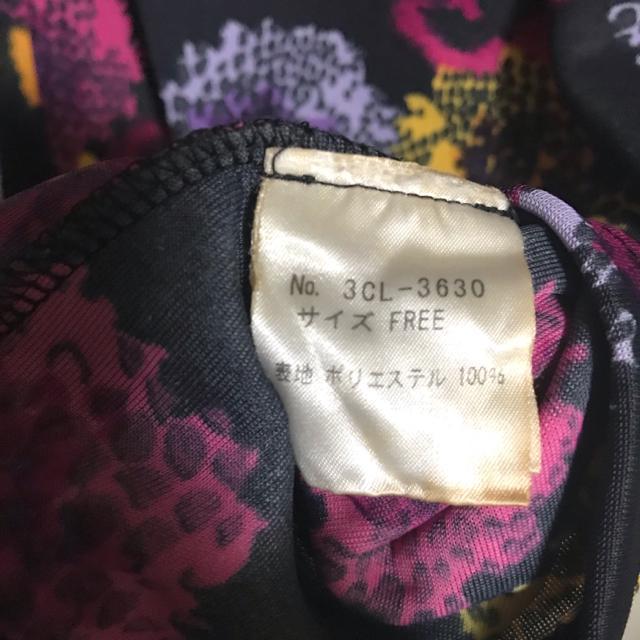 No. 3CL-3630
サイズ FREE
表地 ポリエステル 100%